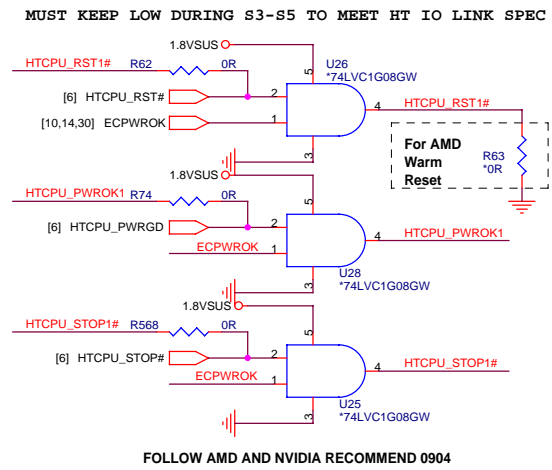 MUST KEEP LOW DURING S3-S5 TO MEET HT IO LINK SPEC
1.8VSUS
HTCPU_RST1# R62 0R
U26
*74LVC1G08GW
5
[6] HTCPU_RST# 2
4 HTCPU_RST1#
[10,14,30] ECPWROK 1
3
For AMD
Warm
Reset
R63
*0R
1.8VSUS
HTCPU_PWROK1 R74 0R
5
[6] HTCPU_PWRGD 2
4 HTCPU_PWROK1
ECPWROK 1
3
U28
*74LVC1G08GW
1.8VSUS
HTCPU_STOP1# R568 0R
5
[6] HTCPU_STOP# 2
4 HTCPU_STOP1#
ECPWROK 1
3
U25
*74LVC1G08GW
FOLLOW AMD AND NVIDIA RECOMMEND 0904